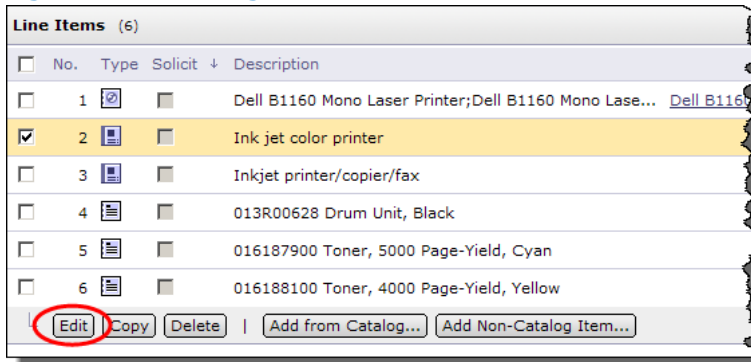 Line Items (6)
No. Type Solicit ↓ Description
1 Dell B1160 Mono Laser Printer;Dell B1160 Mono Lase... Dell B116
2 Ink jet color printer
3 Inkjet printer/copier/fax
4 013R00628 Drum Unit, Black
5 016187900 Toner, 5000 Page-Yield, Cyan
6 016188100 Toner, 4000 Page-Yield, Yellow
Edit Copy Delete | Add from Catalog... Add Non-Catalog Item...